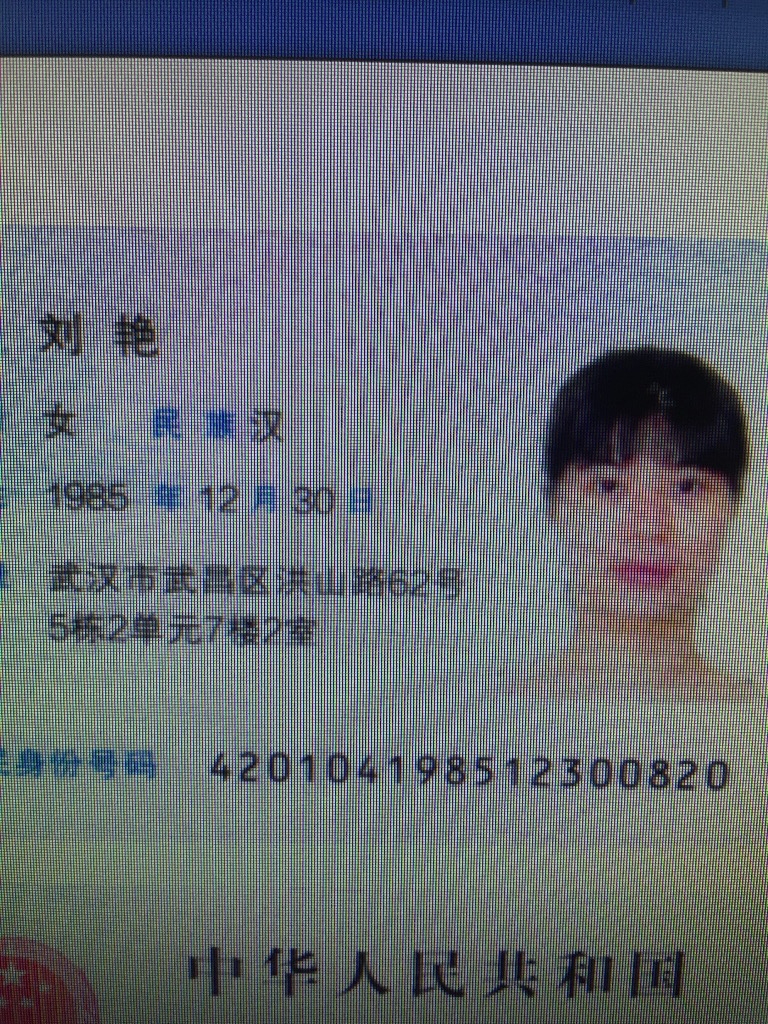 刘艳
女 民族 汉
1985 年 12 月 30 日
武汉市武昌区洪山路62号
5栋2单元7楼2室
身份号码 420104198512300820
中华人民共和国